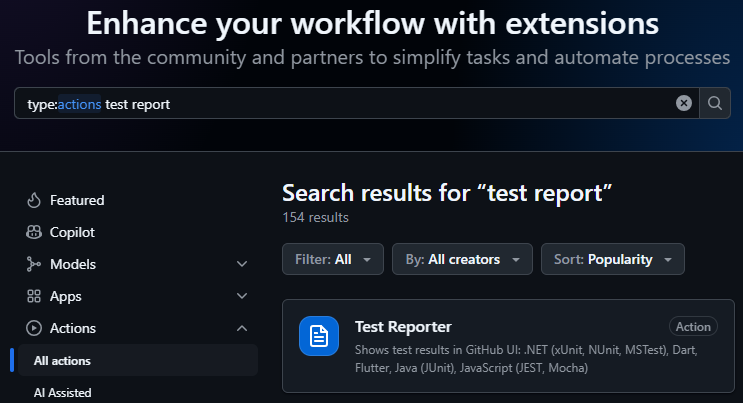 Enhance your workflow with extensions
Tools from the community and partners to simplify tasks and automate processes
type:actions test report
Featured
Copilot
Models
Apps
Actions
All actions
AI Assisted
Search results for “test report”
154 results
Filter: All
By: All creators
Sort: Popularity
Test Reporter
Action
Shows test results in GitHub UI: .NET (xUnit, NUnit, MSTest), Dart,
Flutter, Java (JUnit), JavaScript (JEST, Mocha)